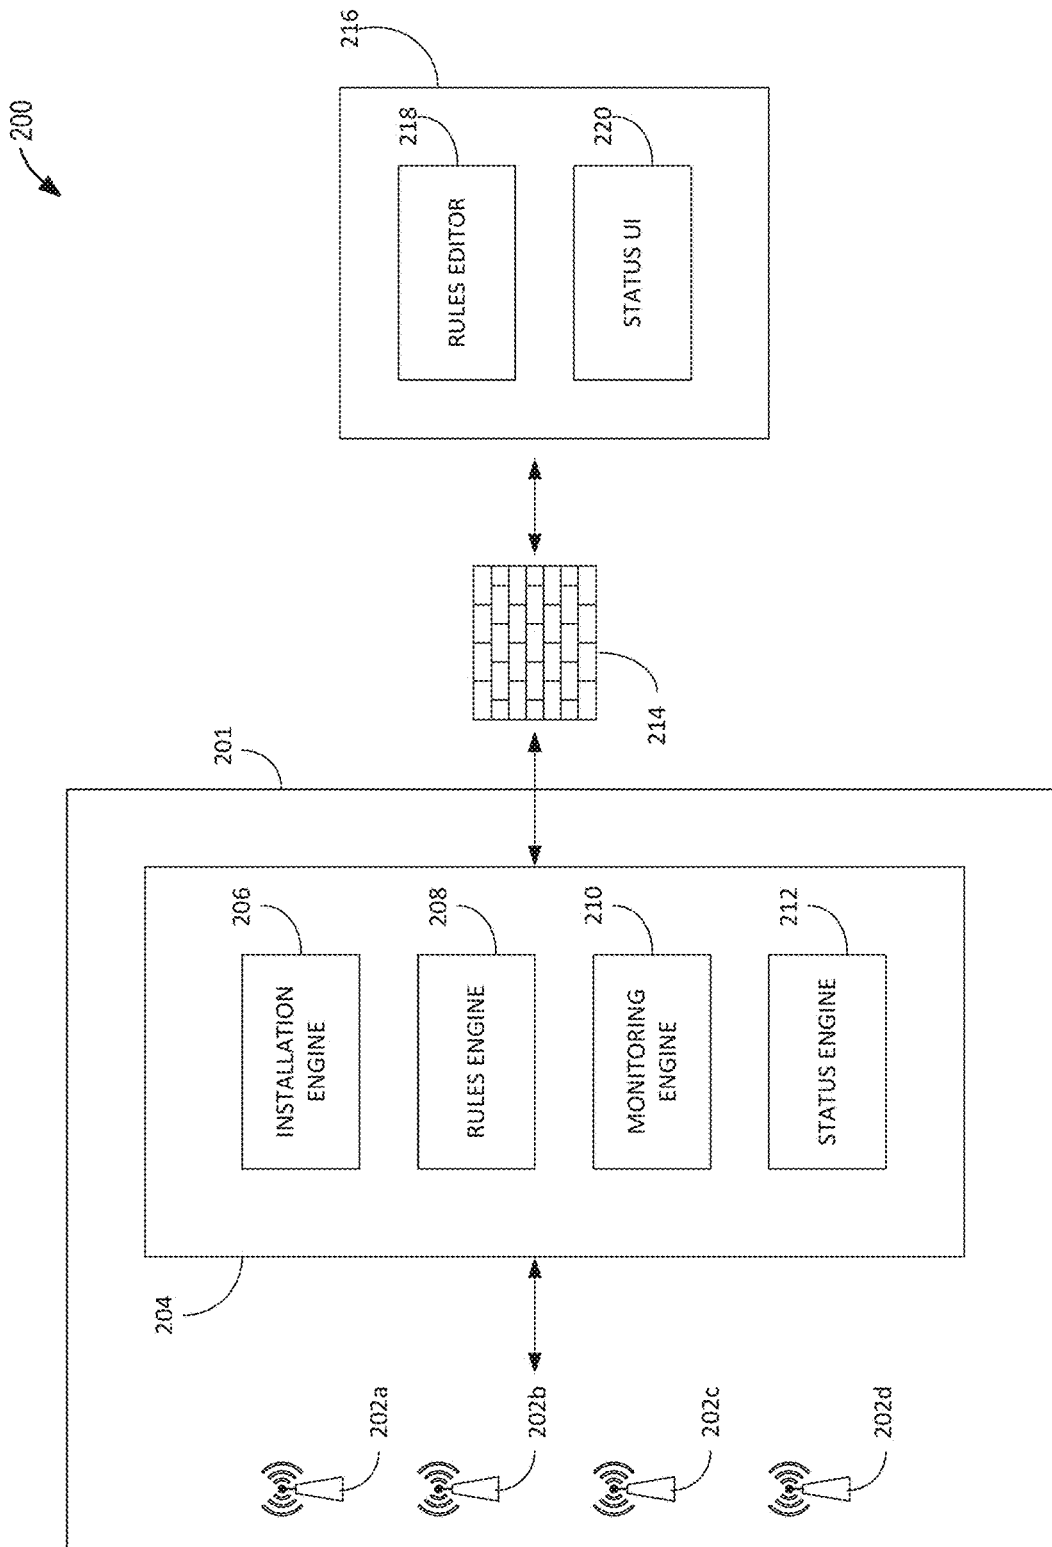 200
201
204
INSTALLATION
ENGINE
206
RULES ENGINE
208
MONITORING
ENGINE
210
STATUS ENGINE
212
202a
202b
202c
202d
214
216
RULES EDITOR
218
STATUS UI
220